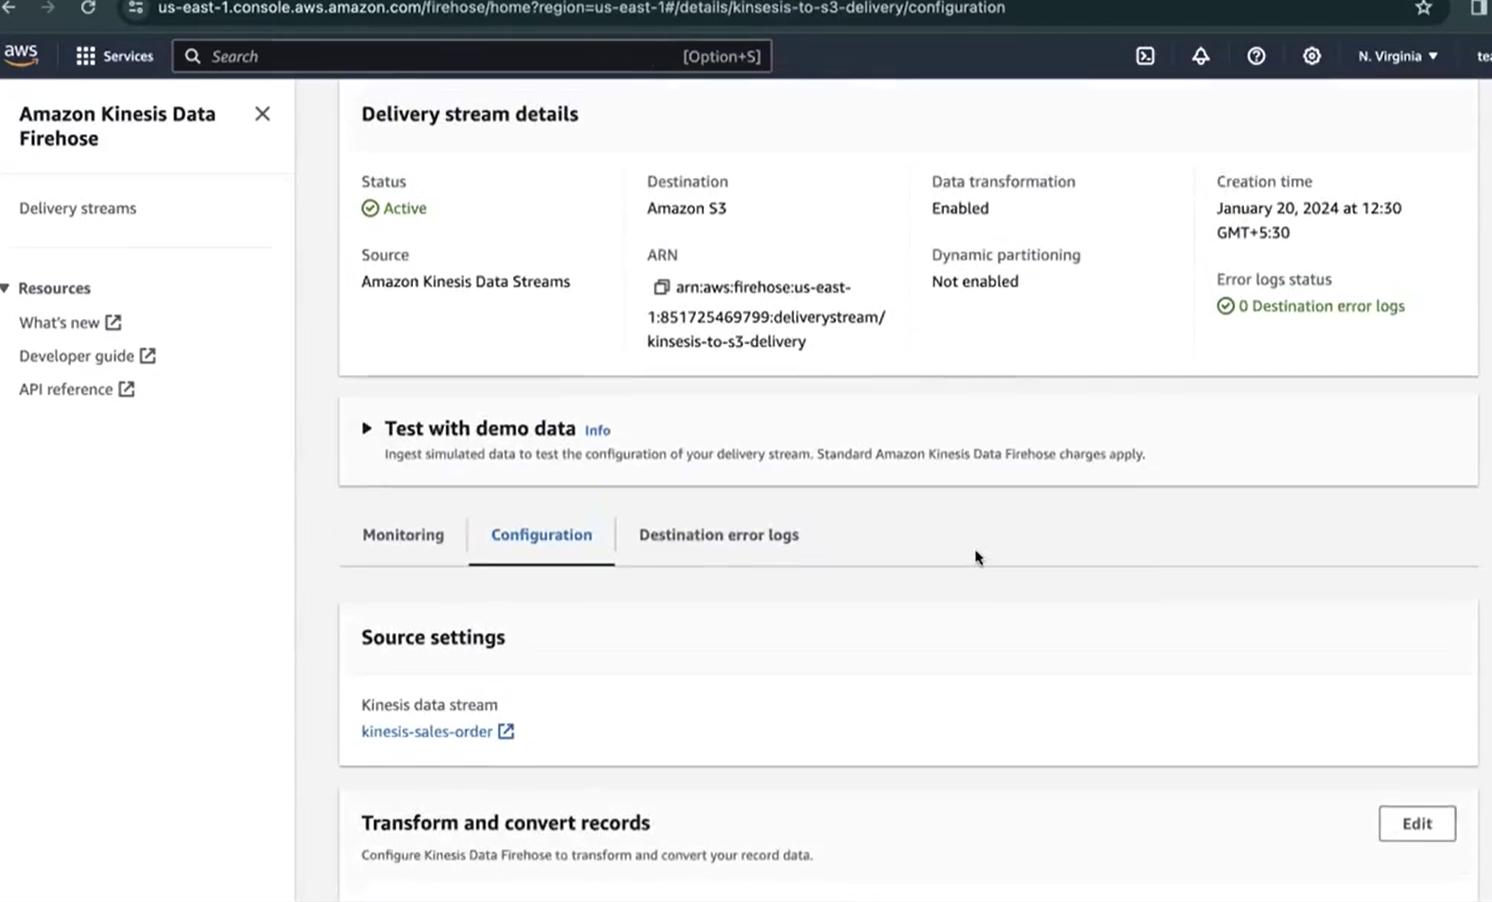 us-east-1.console.aws.amazon.com/firehose/home?region=us-east-1#/details/kinsesis-to-s3-delivery/configuration
aws
Services
Search
[Option+S]
N. Virginia
Amazon Kinesis Data
Firehose
Delivery streams
Resources
What's new
Developer guide
API reference
Delivery stream details
Status
Active
Source
Amazon Kinesis Data Streams
Destination
Amazon S3
ARN
arn:aws:firehose:us-east-
1:851725469799:deliverystream/
kinsesis-to-s3-delivery
Data transformation
Enabled
Dynamic partitioning
Not enabled
Creation time
January 20, 2024 at 12:30
GMT+5:30
Error logs status
0 Destination error logs
Test with demo data Info
Ingest simulated data to test the configuration of your delivery stream. Standard Amazon Kinesis Data Firehose charges apply.
Monitoring
Configuration
Destination error logs
Source settings
Kinesis data stream
kinesis-sales-order
Transform and convert records
Edit
Configure Kinesis Data Firehose to transform and convert your record data.